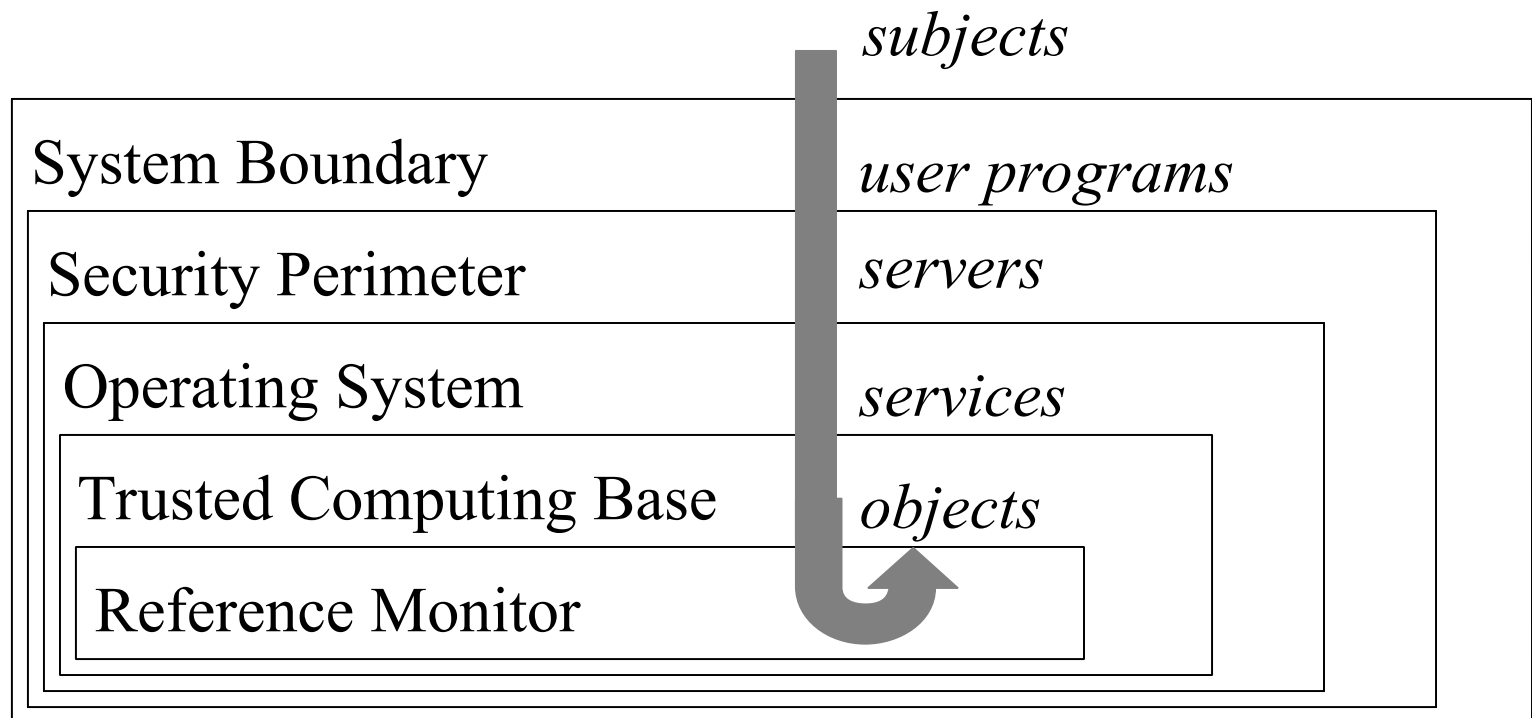 subjects
System Boundary
user programs
Security Perimeter
servers
Operating System
services
Trusted Computing Base
objects
Reference Monitor